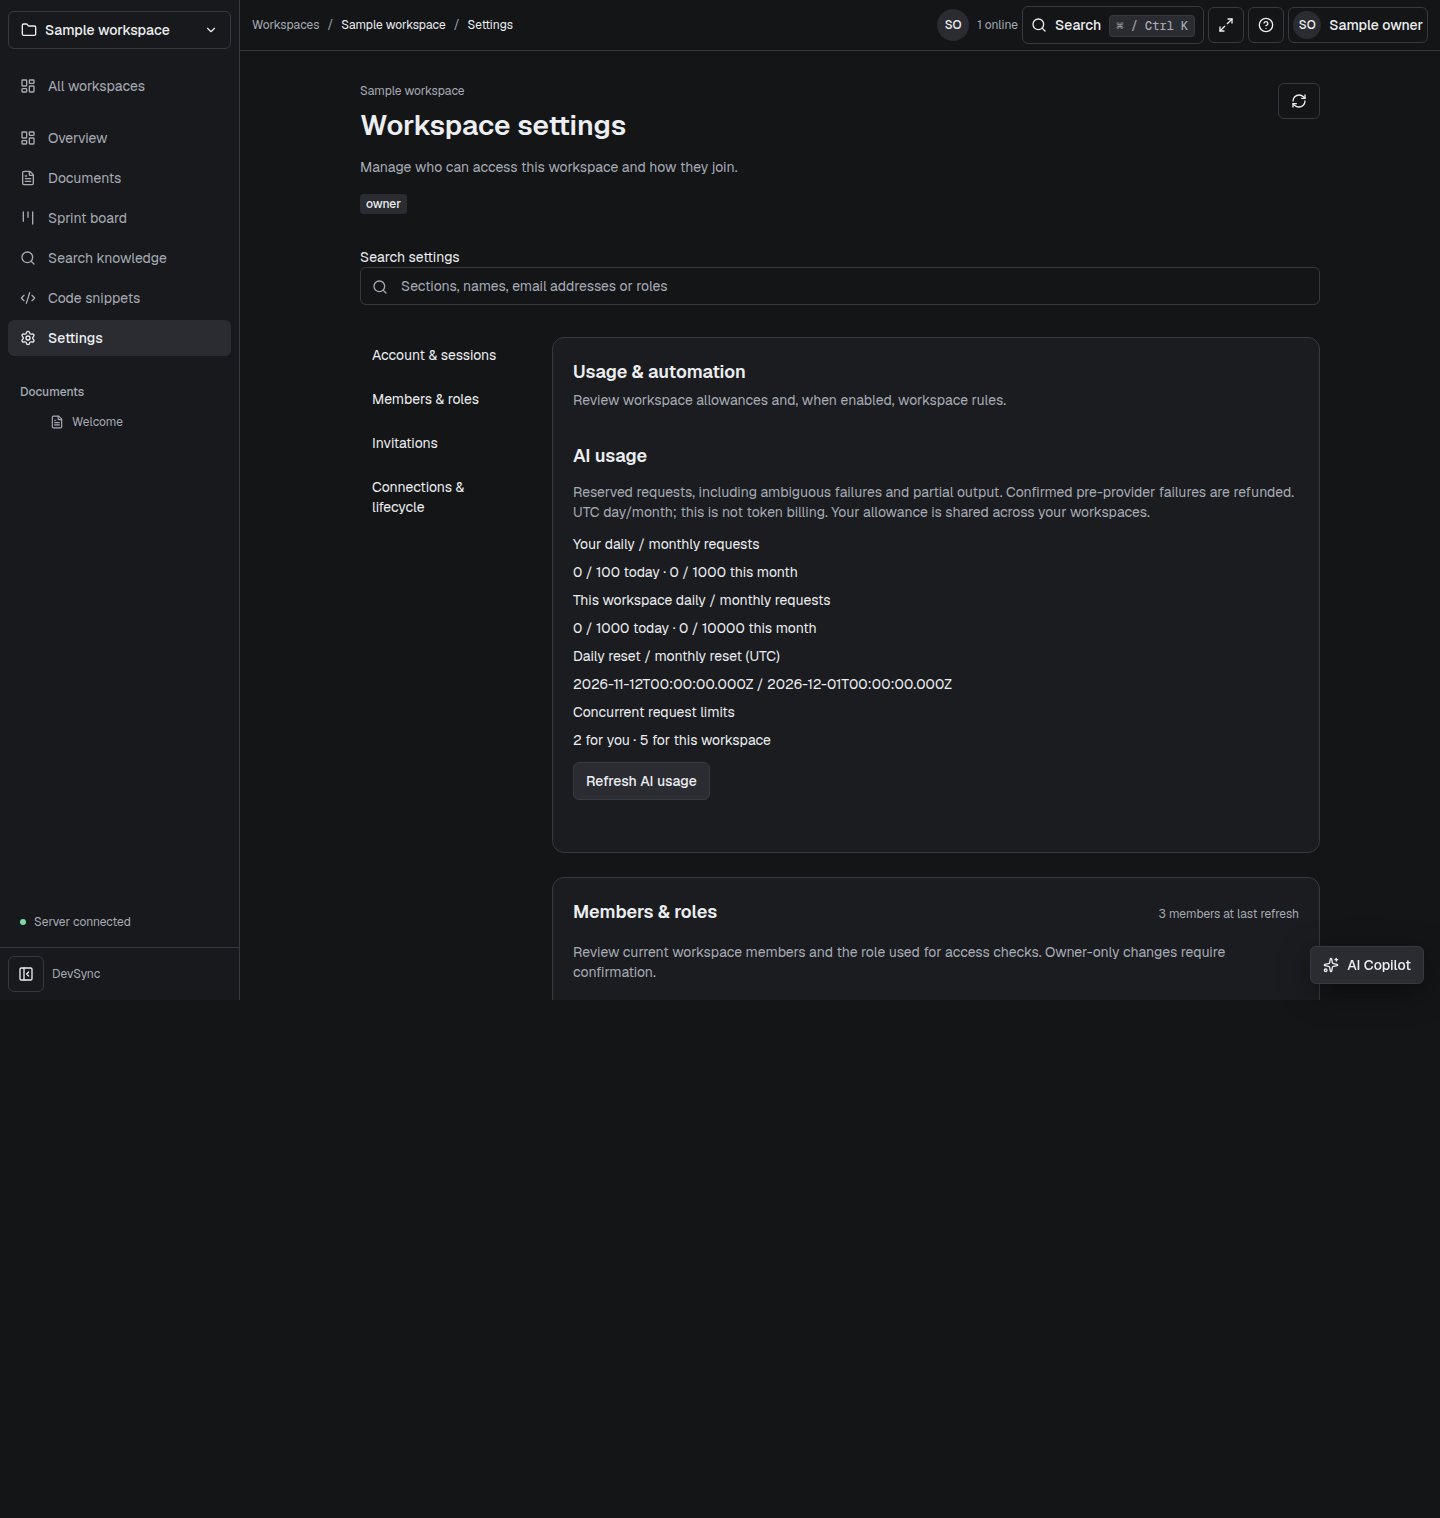 Sample workspace
All workspaces
Overview
Documents
Sprint board
Search knowledge
Code snippets
Settings
Documents
Welcome
Server connected
DevSync
Workspaces / Sample workspace / Settings
SO 1 online Search ⌘ / Ctrl K SO Sample owner
Sample workspace
Workspace settings
Manage who can access this workspace and how they join.
owner
Search settings
Sections, names, email addresses or roles
Account & sessions
Members & roles
Invitations
Connections &
lifecycle
Usage & automation
Review workspace allowances and, when enabled, workspace rules.
AI usage
Reserved requests, including ambiguous failures and partial output. Confirmed pre-provider failures are refunded.
UTC day/month; this is not token billing. Your allowance is shared across your workspaces.
Your daily / monthly requests
0 / 100 today · 0 / 1000 this month
This workspace daily / monthly requests
0 / 1000 today · 0 / 10000 this month
Daily reset / monthly reset (UTC)
2026-11-12T00:00:00.000Z / 2026-12-01T00:00:00.000Z
Concurrent request limits
2 for you · 5 for this workspace
Refresh AI usage
Members & roles
3 members at last refresh
Review current workspace members and the role used for access checks. Owner-only changes require
confirmation.
AI Copilot